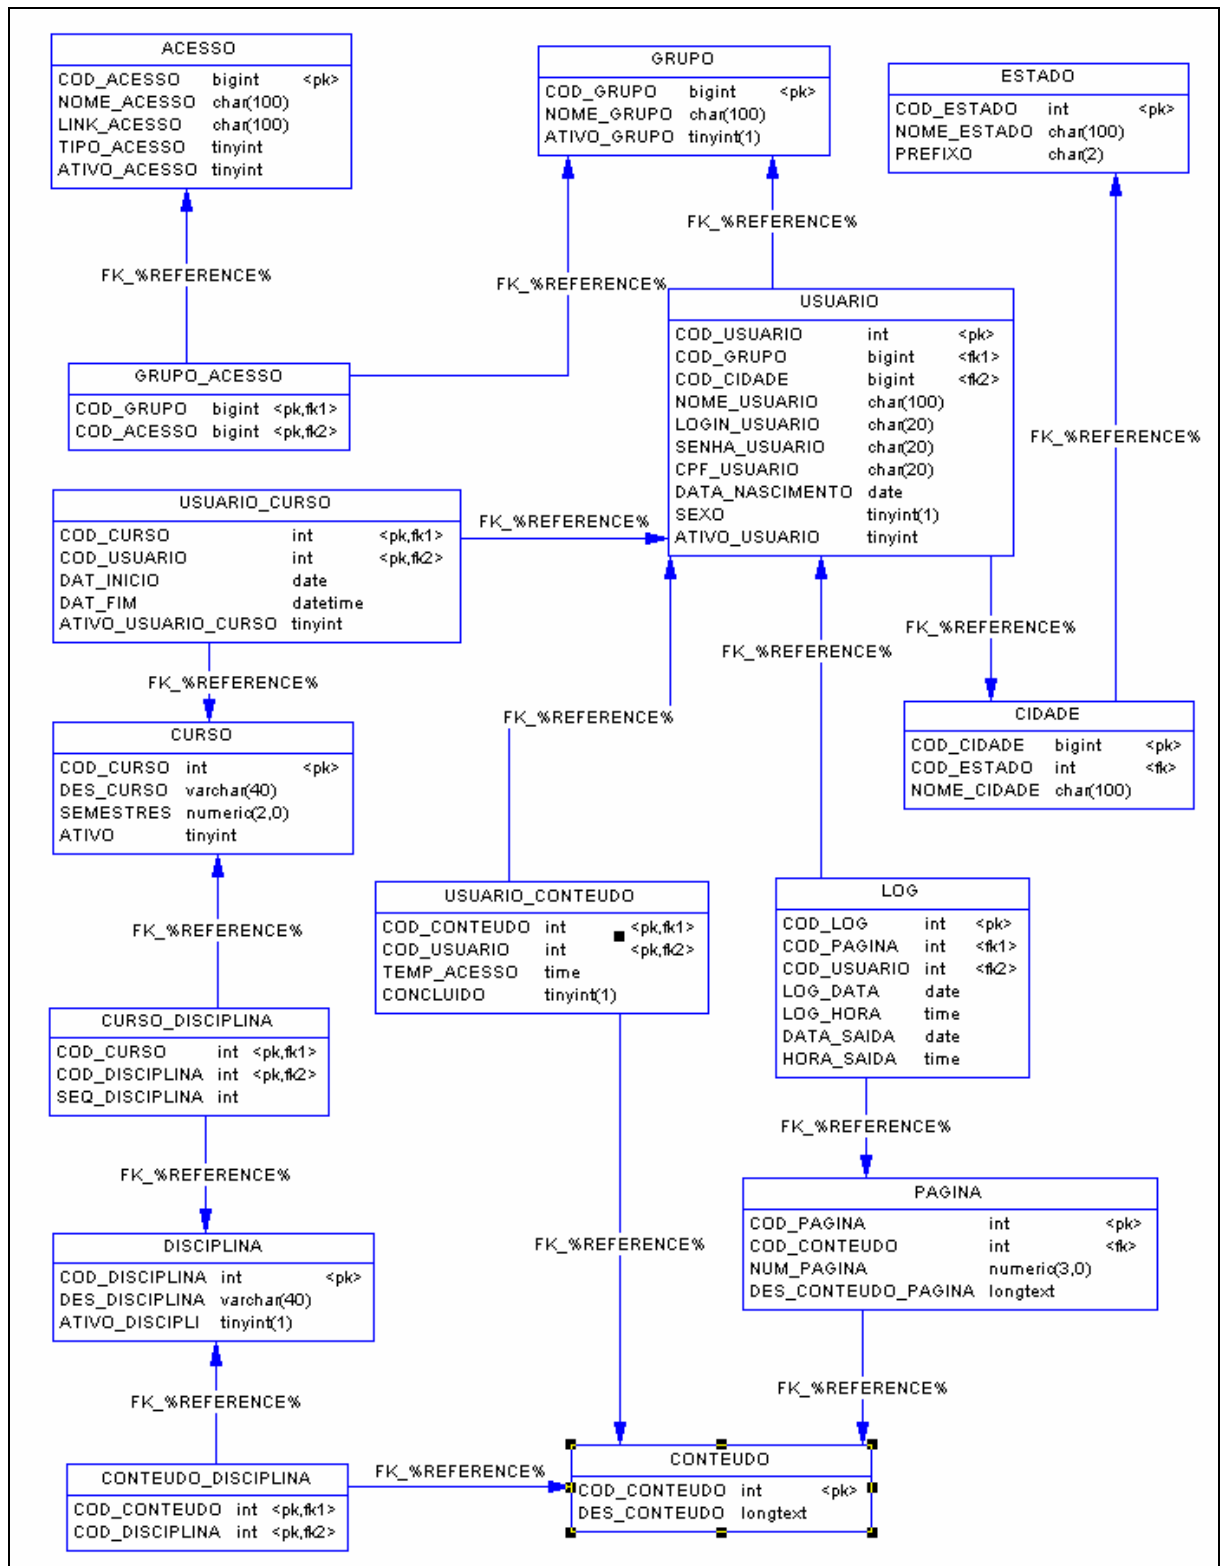 ACESSO
COD_ACESSO bigint <pk>
NOME_ACESSO char(100)
LINK_ACESSO char(100)
TIPO_ACESSO tinyint
ATIVO_ACESSO tinyint
GRUPO
COD_GRUPO bigint <pk>
NOME_GRUPO char(100)
ATIVO_GRUPO tinyint(1)
ESTADO
COD_ESTADO int <pk>
NOME_ESTADO char(100)
PREFIXO char(2)
FK_%REFERENCE%
FK_%REFERENCE%
FK_%REFERENCE%
FK_%REFERENCE%
GRUPO_ACESSO
COD_GRUPO bigint <pk,fk1>
COD_ACESSO bigint <pk,fk2>
USUARIO
COD_USUARIO int <pk>
COD_GRUPO bigint <fk1>
COD_CIDADE bigint <fk2>
NOME_USUARIO char(100)
LOGIN_USUARIO char(20)
SENHA_USUARIO char(20)
CPF_USUARIO char(20)
DATA_NASCIMENTO date
SEXO tinyint(1)
ATIVO_USUARIO tinyint
USUARIO_CURSO
COD_CURSO int <pk,fk1>
COD_USUARIO int <pk,fk2>
DAT_INICIO date
DAT_FIM datetime
ATIVO_USUARIO_CURSO tinyint
FK_%REFERENCE%
FK_%REFERENCE%
FK_%REFERENCE%
FK_%REFERENCE%
FK_%REFERENCE%
CURSO
COD_CURSO int <pk>
DES_CURSO varchar(40)
SEMESTRES numeric(2,0)
ATIVO tinyint
CIDADE
COD_CIDADE bigint <pk>
COD_ESTADO int <fk>
NOME_CIDADE char(100)
FK_%REFERENCE%
USUARIO_CONTEUDO
COD_CONTEUDO int <pk,fk1>
COD_USUARIO int <pk,fk2>
TEMP_ACESSO time
CONCLUIDO tinyint(1)
LOG
COD_LOG int <pk>
COD_PAGINA int <fk1>
COD_USUARIO int <fk2>
LOG_DATA date
LOG_HORA time
DATA_SAIDA date
HORA_SAIDA time
CURSO_DISCIPLINA
COD_CURSO int <pk,fk1>
COD_DISCIPLINA int <pk,fk2>
SEQ_DISCIPLINA int
FK_%REFERENCE%
FK_%REFERENCE%
PAGINA
COD_PAGINA int <pk>
COD_CONTEUDO int <fk>
NUM_PAGINA numeric(3,0)
DES_CONTEUDO_PAGINA longtext
DISCIPLINA
COD_DISCIPLINA int <pk>
DES_DISCIPLINA varchar(40)
ATIVO_DISCIPLI tinyint(1)
FK_%REFERENCE%
FK_%REFERENCE%
FK_%REFERENCE%
CONTEUDO_DISCIPLINA
COD_CONTEUDO int <pk,fk1>
COD_DISCIPLINA int <pk,fk2>
FK_%REFERENCE%
CONTEUDO
COD_CONTEUDO int <pk>
DES_CONTEUDO longtext